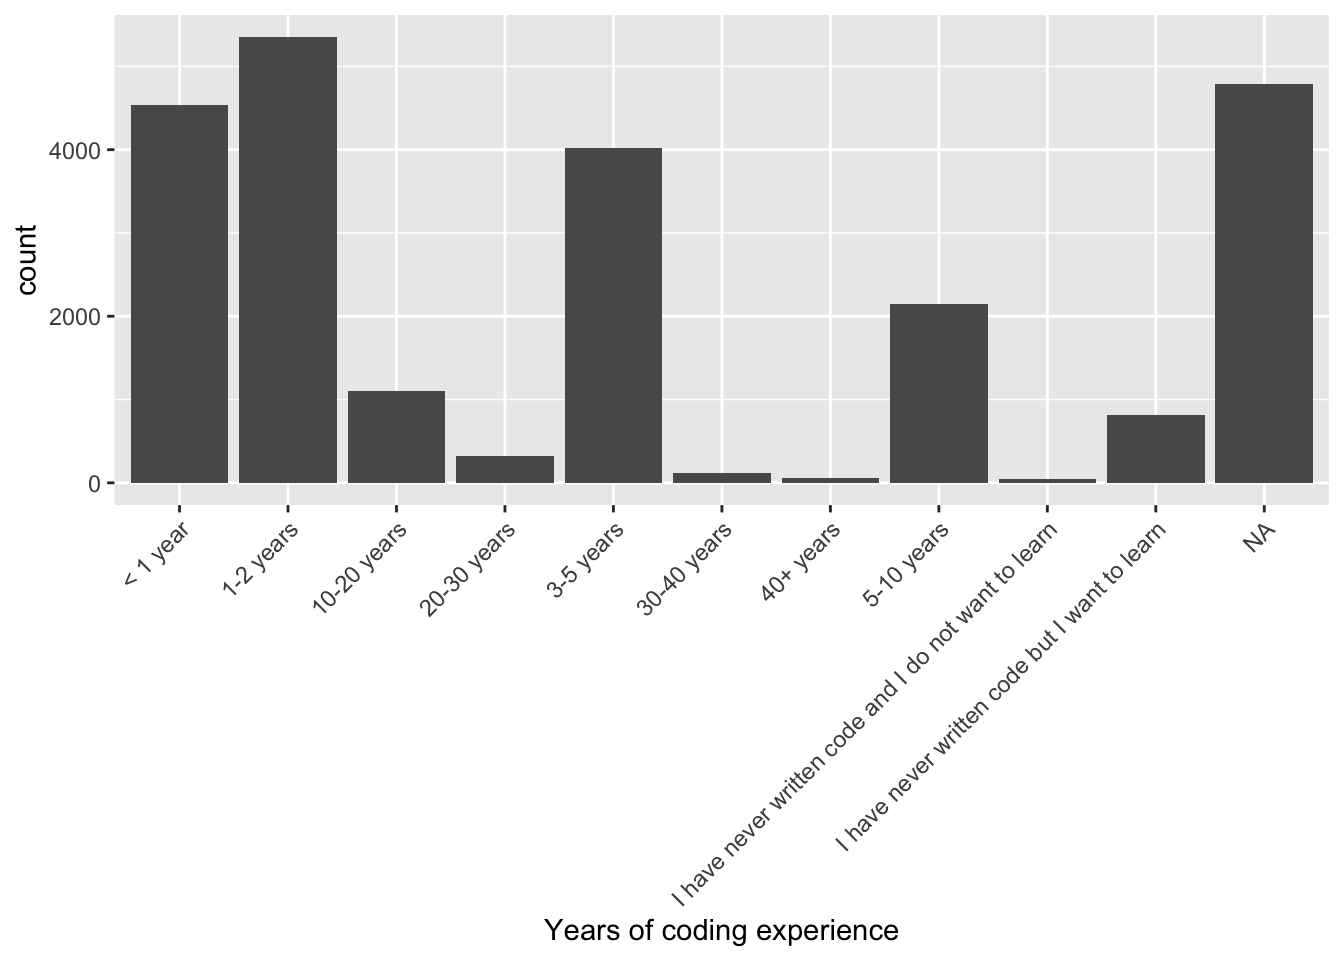 count
4000
2000
0
< 1 year
1-2 years
10-20 years
20-30 years
3-5 years
30-40 years
40+ years
5-10 years
I have never written code and I do not want to learn
I have never written code but I want to learn
NA
Years of coding experience